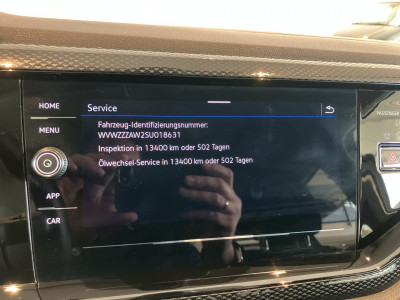 HOME
Service
MENU
Fahrzeug-Identifizierungsnummer:
WVWZZZAW2SU018631
Inspektion in 13400 km oder 502 Tagen
Ölwechsel-Service in 13400 km oder 502 Tagen
APP
CAR
PASSENGER